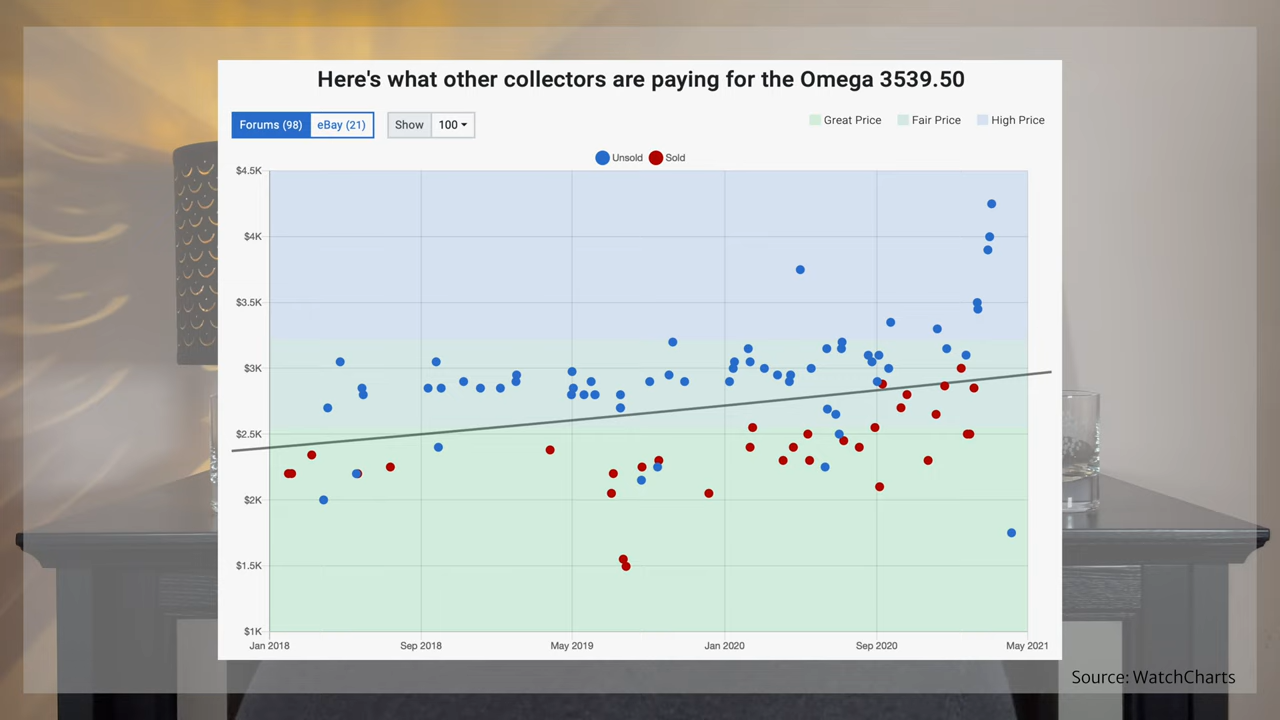 Here's what other collectors are paying for the Omega 3539.50
Forums (98) eBay (21) Show 100
Great Price Fair Price High Price
Unsold Sold
$4.5K
$4K
$3.5K
$3K
$2.5K
$2K
$1.5K
$1K
Jan 2018 Sep 2018 May 2019 Jan 2020 Sep 2020 May 2021
Source: WatchCharts